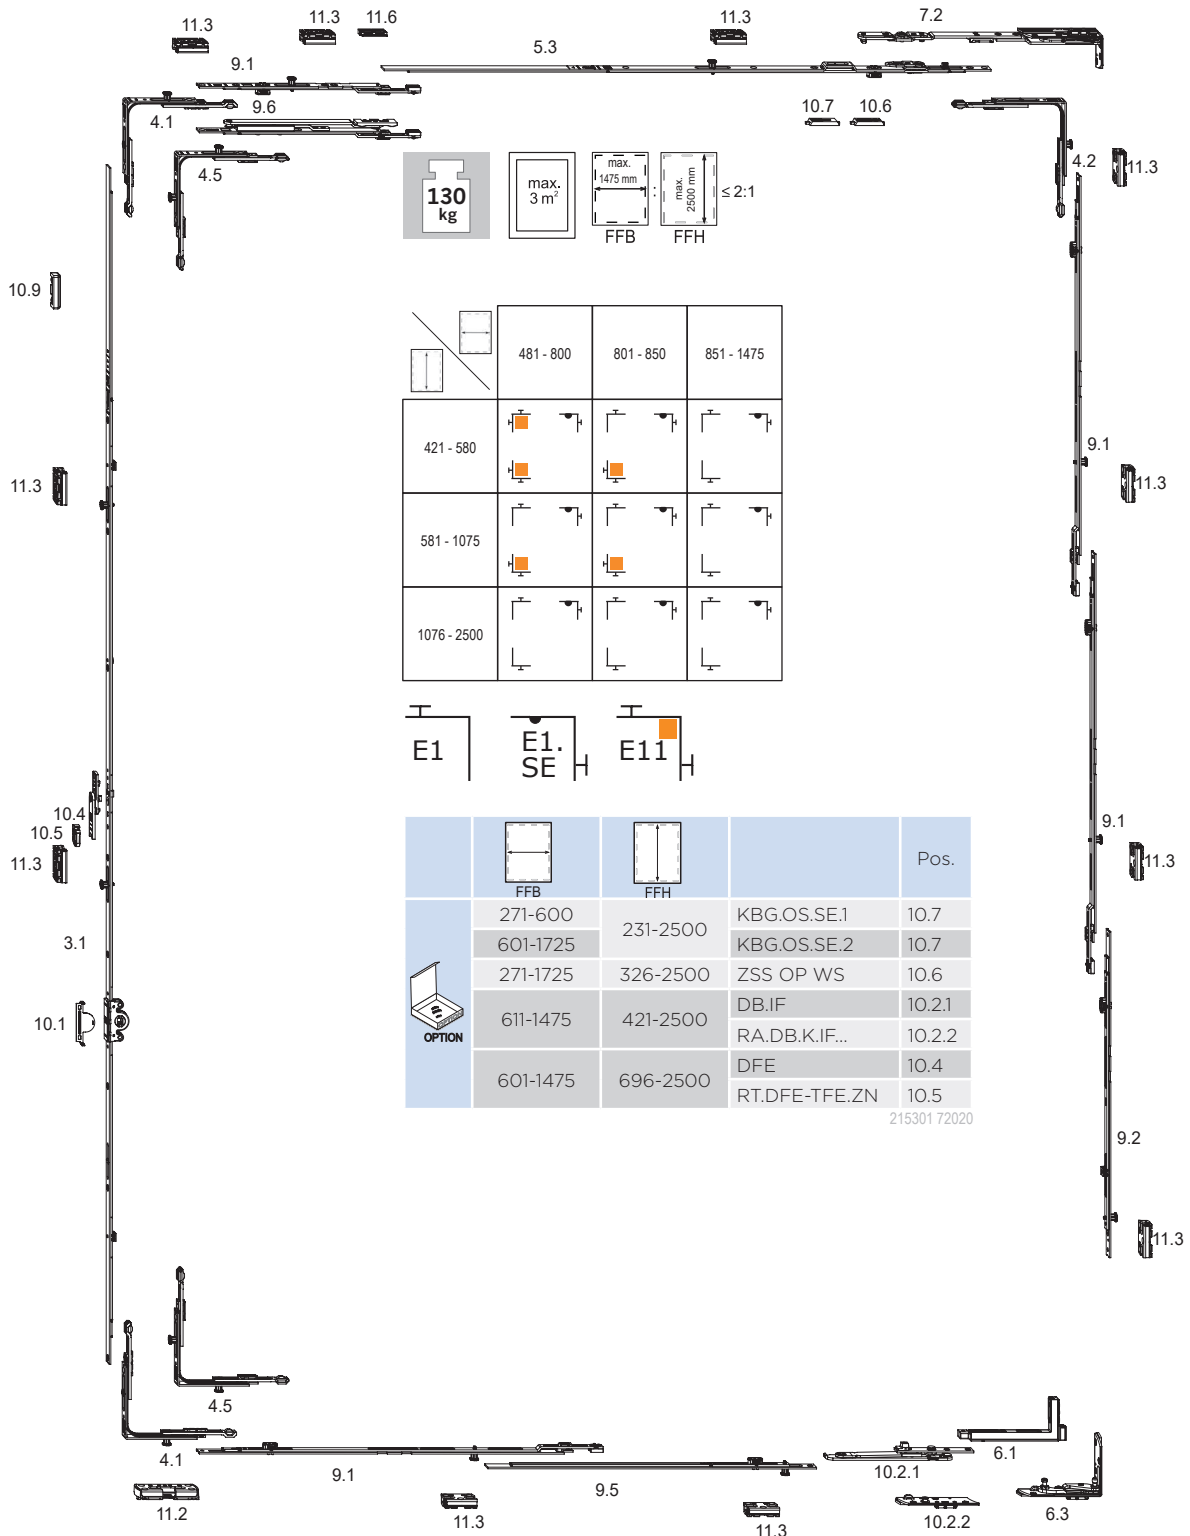 11.3
11.3
11.6
11.3
7.2
5.3
9.1
9.6
4.1
10.7
10.6
4.5
4.2
11.3
130
kg
max.
3 m²
max.
1475 mm
FFB
:
max.
2500 mm
FFH
≤ 2:1
10.9
481 - 800
801 - 850
851 - 1475
421 - 580
581 - 1075
1076 - 2500
9.1
11.3
11.3
E1
E1.
SE
E11
10.4
10.5
11.3
9.1
11.3
FFB
FFH
Pos.
271-600
231-2500
KBG.OS.SE.1
10.7
601-1725
KBG.OS.SE.2
10.7
271-1725
326-2500
ZSS OP WS
10.6
611-1475
421-2500
DB.IF
10.2.1
RA.DB.K.IF...
10.2.2
601-1475
696-2500
DFE
10.4
RT.DFE-TFE.ZN
10.5
OPTION
215301 72020
3.1
10.1
9.2
11.3
4.5
4.1
9.1
9.5
10.2.1
6.1
11.2
11.3
11.3
10.2.2
6.3